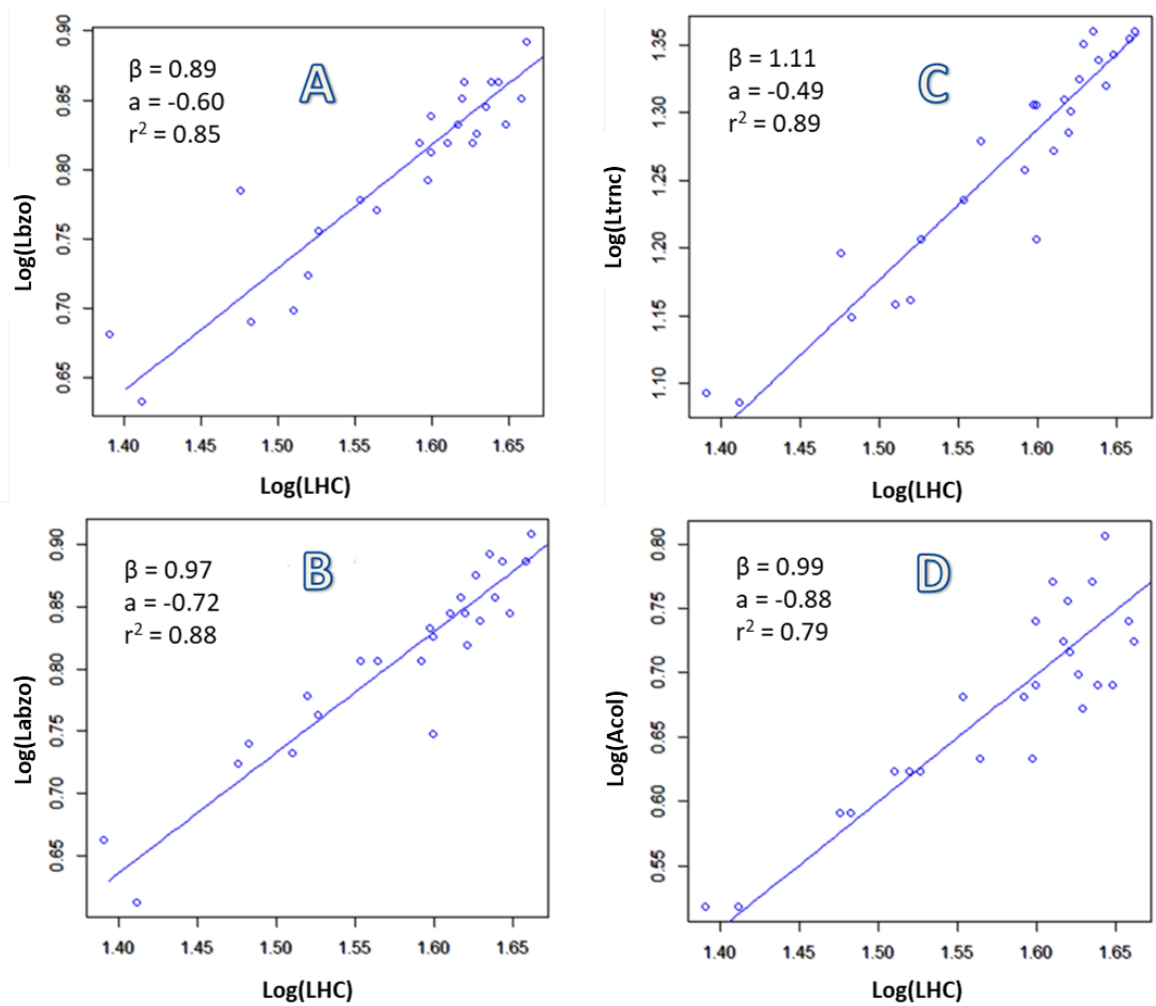 A
β = 0.89
a = -0.60
r² = 0.85
Log(Lbzo)
0.90
0.85
0.80
0.75
0.70
0.65
1.40 1.45 1.50 1.55 1.60 1.65
Log(LHC)
C
β = 1.11
a = -0.49
r² = 0.89
Log(Ltrnc)
1.35
1.30
1.25
1.20
1.15
1.10
1.40 1.45 1.50 1.55 1.60 1.65
Log(LHC)
B
β = 0.97
a = -0.72
r² = 0.88
Log(Labzo)
0.90
0.85
0.80
0.75
0.70
0.65
1.40 1.45 1.50 1.55 1.60 1.65
Log(LHC)
D
β = 0.99
a = -0.88
r² = 0.79
Log(Acol)
0.80
0.75
0.70
0.65
0.60
0.55
1.40 1.45 1.50 1.55 1.60 1.65
Log(LHC)